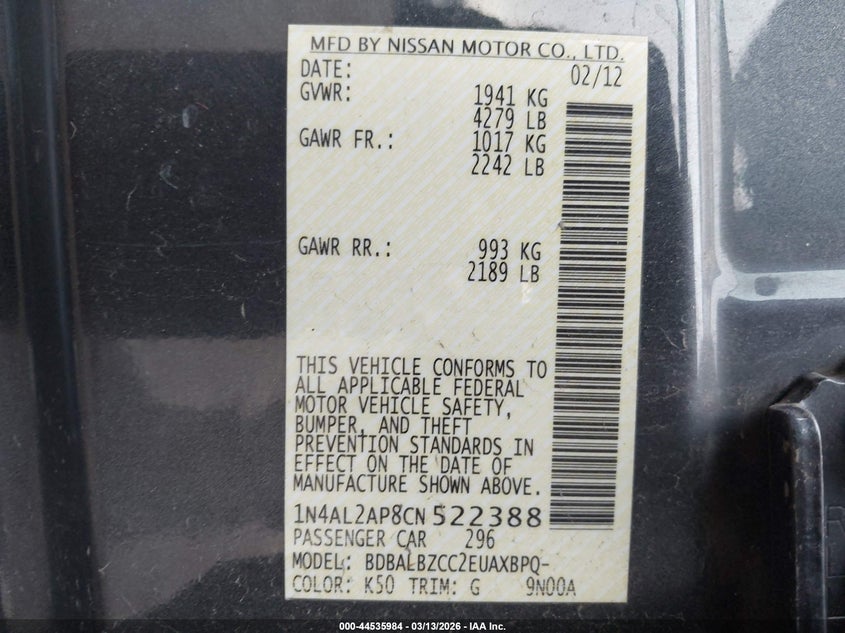 MFD BY NISSAN MOTOR CO., LTD.
DATE: 02/12
GVWR: 1941 KG
4279 LB
GAWR FR.: 1017 KG
2242 LB
GAWR RR.: 993 KG
2189 LB
THIS VEHICLE CONFORMS TO
ALL APPLICABLE FEDERAL
MOTOR VEHICLE SAFETY,
BUMPER, AND THEFT
PREVENTION STANDARDS IN
EFFECT ON THE DATE OF
MANUFACTURE SHOWN ABOVE.
1N4AL2AP8CN 522388
PASSENGER CAR 296
MODEL: BDBALBZCC2EUAXBPQ-
COLOR: K50 TRIM: G 9N00A
000-44535984 | 03/13/2026 - IAA Inc.